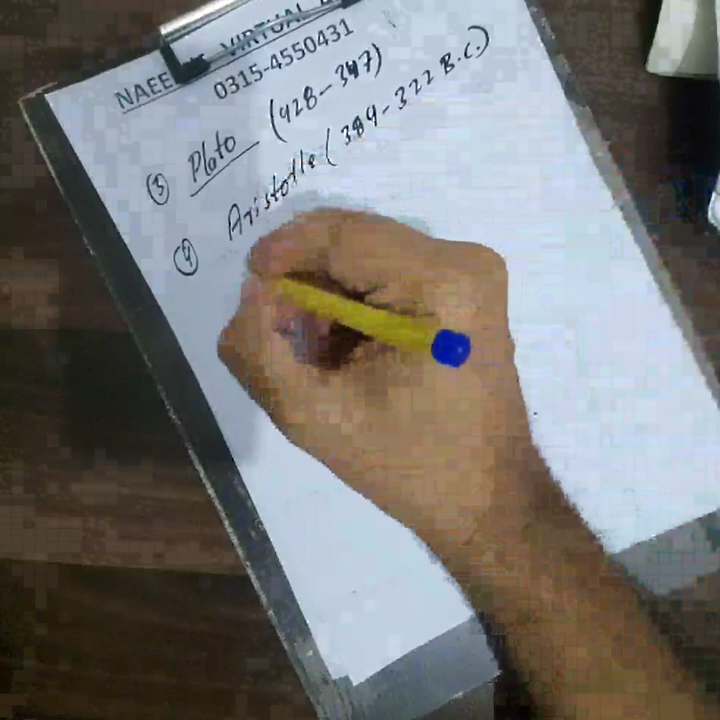 NAEE VIRTUAL
0315-4550431
③ Plato (428-347)
④ Aristotle (384-322 B.C.)